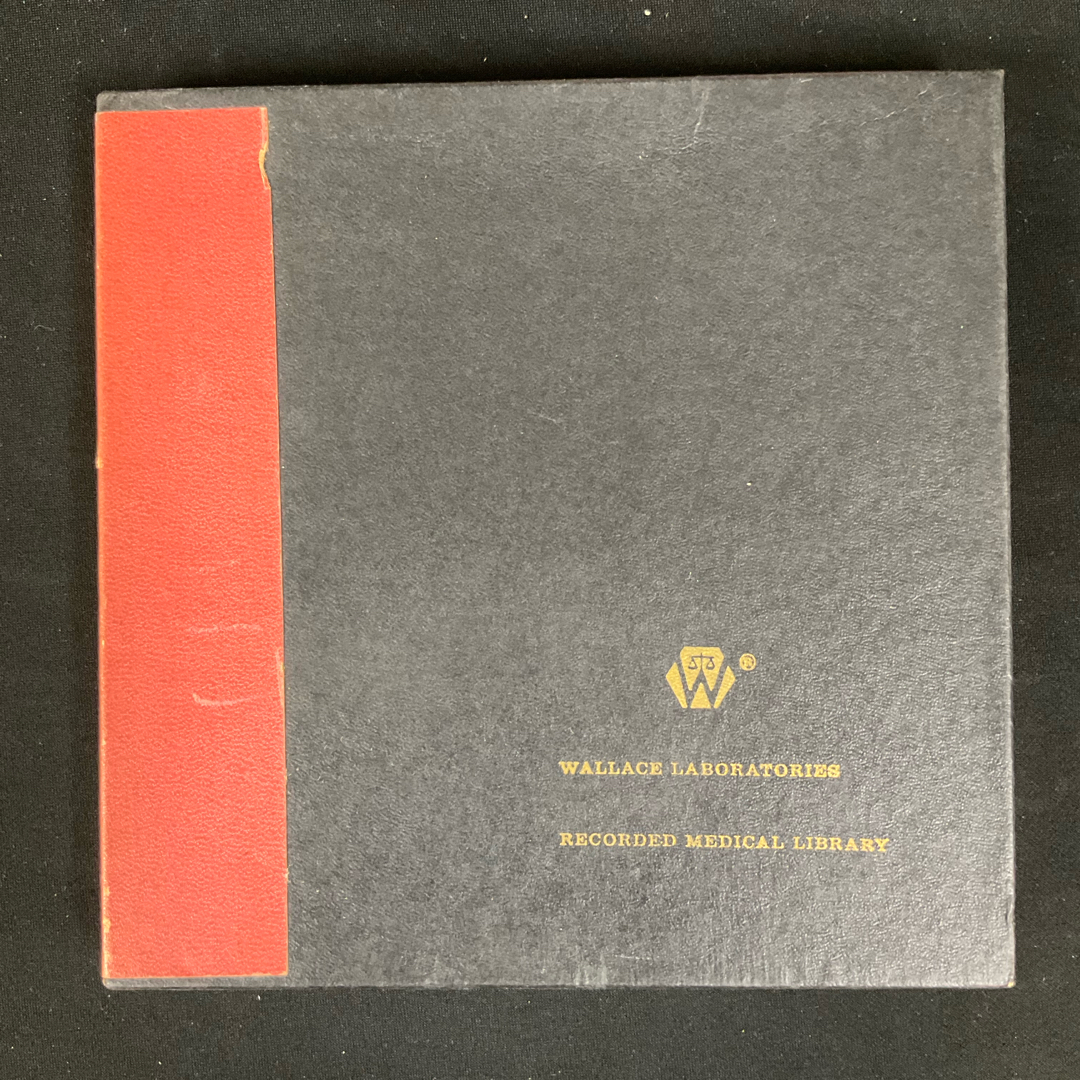 W ®
WALLACE LABORATORIES
RECORDED MEDICAL LIBRARY